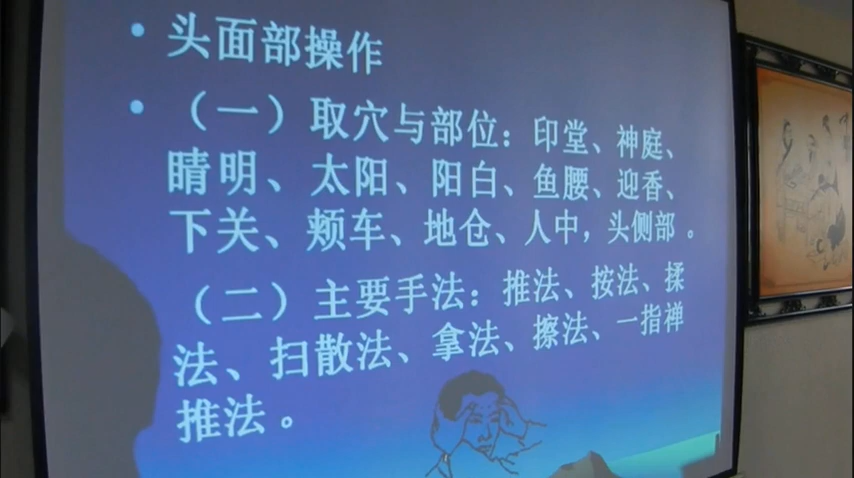 • 头面部操作
• （一）取穴与部位：印堂、神庭、
睛明、太阳、阳白、鱼腰、迎香、
下关、颊车、地仓、人中，头侧部。
（二）主要手法：推法、按法、揉
法、扫散法、拿法、擦法、一指禅
推法。